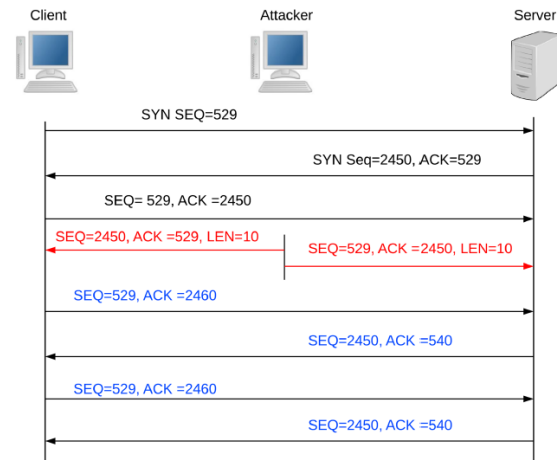 Client
Attacker
Server
SYN SEQ=529
SYN Seq=2450, ACK=529
SEQ= 529, ACK =2450
SEQ=2450, ACK =529, LEN=10
SEQ=529, ACK =2450, LEN=10
SEQ=529, ACK =2460
SEQ=2450, ACK =540
SEQ=529, ACK =2460
SEQ=2450, ACK =540